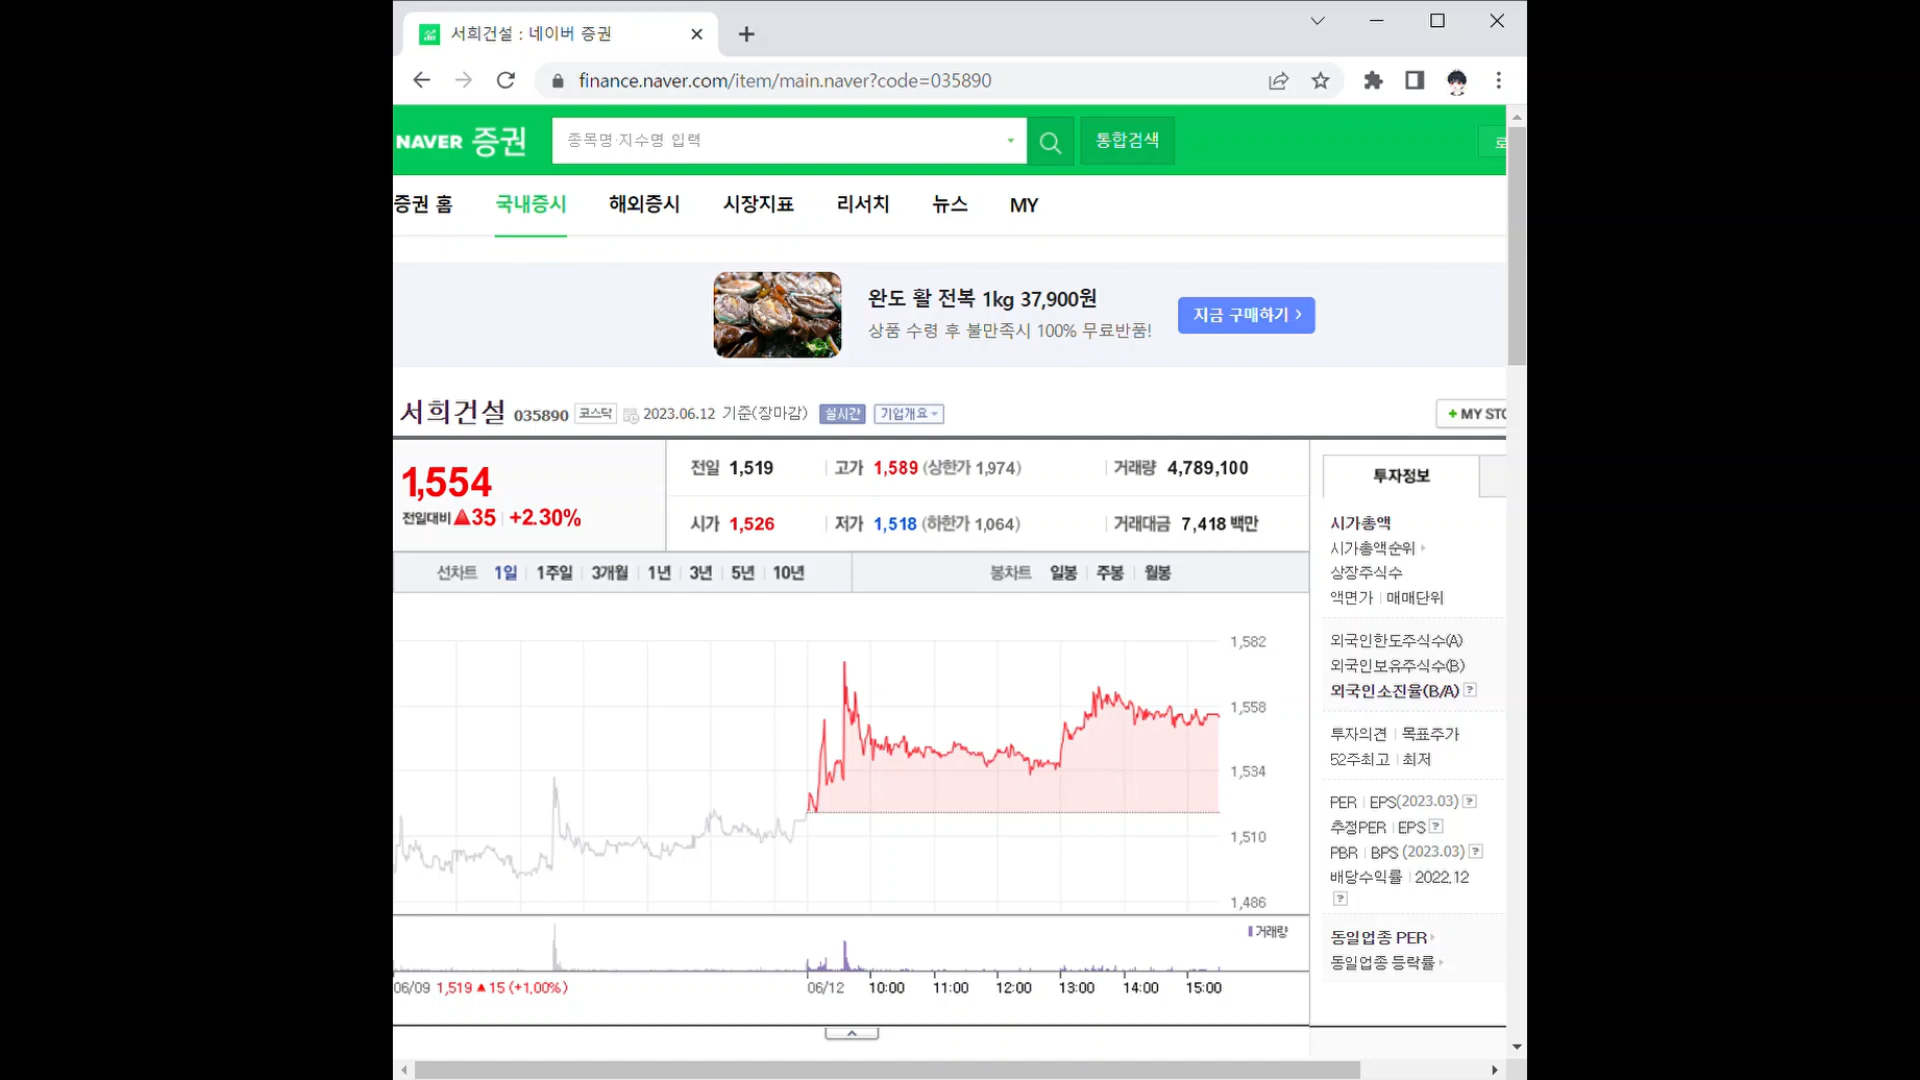 서희건설 : 네이버 증권
finance.naver.com/item/main.naver?code=035890
NAVER 증권
종목명·지수명 입력
통합검색
로
증권 홈 국내증시 해외증시 시장지표 리서치 뉴스 MY
완도 활 전복 1kg 37,900원
상품 수령 후 불만족시 100% 무료반품!
지금 구매하기 >
서희건설 035890 코스닥 2023.06.12 기준(장마감) 실시간 기업개요
+ MY STO
1,554
전일대비 ▲35 | +2.30%
전일 1,519 | 고가 1,589 (상한가 1,974) | 거래량 4,789,100
시가 1,526 | 저가 1,518 (하한가 1,064) | 거래대금 7,418 백만
선차트 1일 1주일 3개월 1년 3년 5년 10년
봉차트 일봉 주봉 월봉
1,582
1,558
1,534
1,510
1,486
거래량
06/09 1,519 ▲ 15 (+1.00%)
06/12 10:00 11:00 12:00 13:00 14:00 15:00
투자정보
시가총액
시가총액순위
상장주식수
액면가 | 매매단위
외국인한도주식수(A)
외국인보유주식수(B)
외국인소진율(B/A) ?
투자의견 | 목표주가
52주최고 | 최저
PER | EPS(2023.03) ?
추정PER | EPS ?
PBR | BPS (2023.03) ?
배당수익률 | 2022.12
?
동일업종 PER
동일업종 등락률